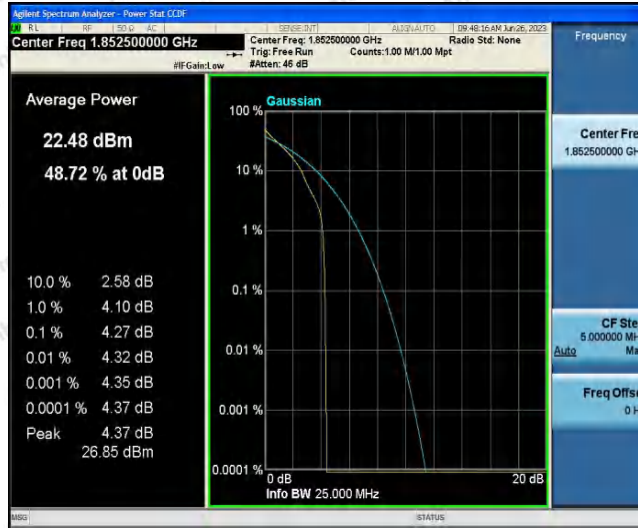 Agilent Spectrum Analyzer - Power Stat CCDF
RL RF 50 Ω AC SENSE:INT ALIGN AUTO 09:48:16 AM Jun 26, 2023
Center Freq 1.852500000 GHz
Center Freq: 1.852500000 GHz Radio Std: None
Trig: Free Run Counts:1.00 M/1.00 Mpt
#IFGain:Low #Atten: 46 dB
Frequency
Average Power
22.48 dBm
48.72 % at 0dB
10.0 % 2.58 dB
1.0 % 4.10 dB
0.1 % 4.27 dB
0.01 % 4.32 dB
0.001 % 4.35 dB
0.0001 % 4.37 dB
Peak 4.37 dB
26.85 dBm
Gaussian
100 %
10 %
1 %
0.1 %
0.01 %
0.001 %
0.0001 %
0 dB 20 dB
Info BW 25.000 MHz
Center Fre
1.852500000 GH
CF Ste
5.000000 MH
Auto Ma
Freq Offse
0 H
MSG STATUS